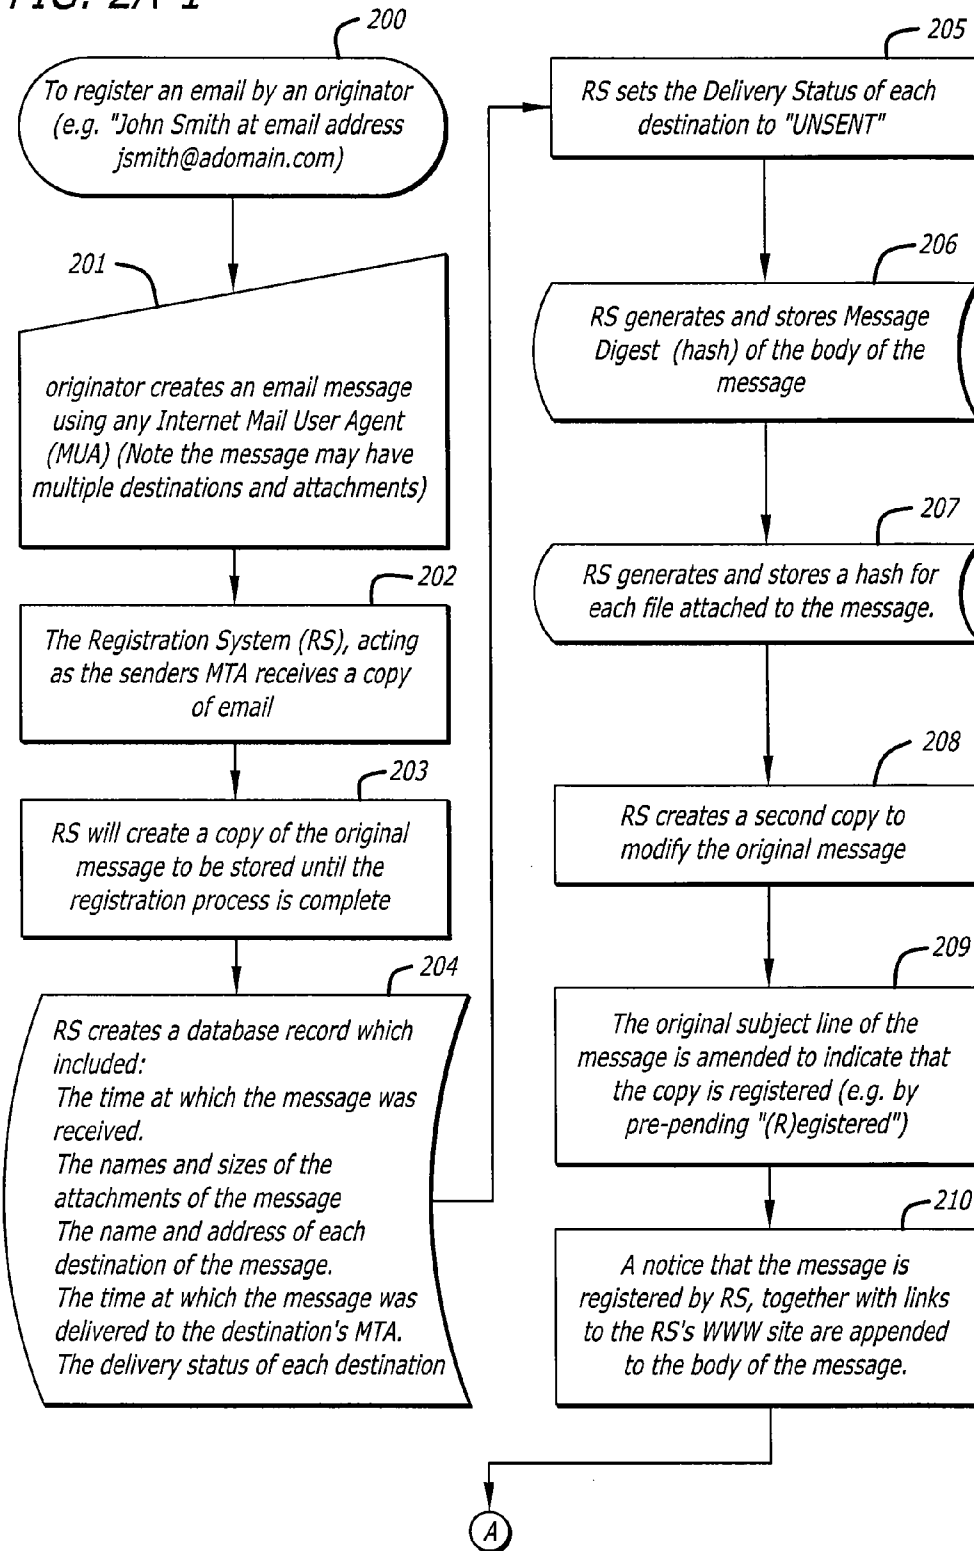 FIG. 2A-1
200
To register an email by an originator
(e.g. "John Smith at email address
jsmith@adomain.com)
201
originator creates an email message
using any Internet Mail User Agent
(MUA) (Note the message may have
multiple destinations and attachments)
202
The Registration System (RS), acting
as the senders MTA receives a copy
of email
203
RS will create a copy of the original
message to be stored until the
registration process is complete
204
RS creates a database record which
included:
The time at which the message was
received.
The names and sizes of the
attachments of the message
The name and address of each
destination of the message.
The time at which the message was
delivered to the destination's MTA.
The delivery status of each destination
205
RS sets the Delivery Status of each
destination to "UNSENT"
206
RS generates and stores Message
Digest (hash) of the body of the
message
207
RS generates and stores a hash for
each file attached to the message.
208
RS creates a second copy to
modify the original message
209
The original subject line of the
message is amended to indicate that
the copy is registered (e.g. by
pre-pending "(R)egistered")
210
A notice that the message is
registered by RS, together with links
to the RS's WWW site are appended
to the body of the message.
A